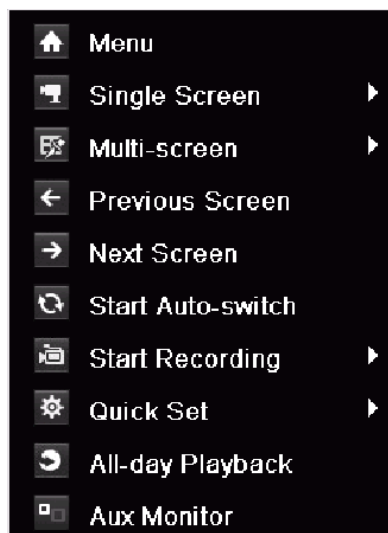 Menu
Single Screen
Multi-screen
Previous Screen
Next Screen
Start Auto-switch
Start Recording
Quick Set
All-day Playback
Aux Monitor